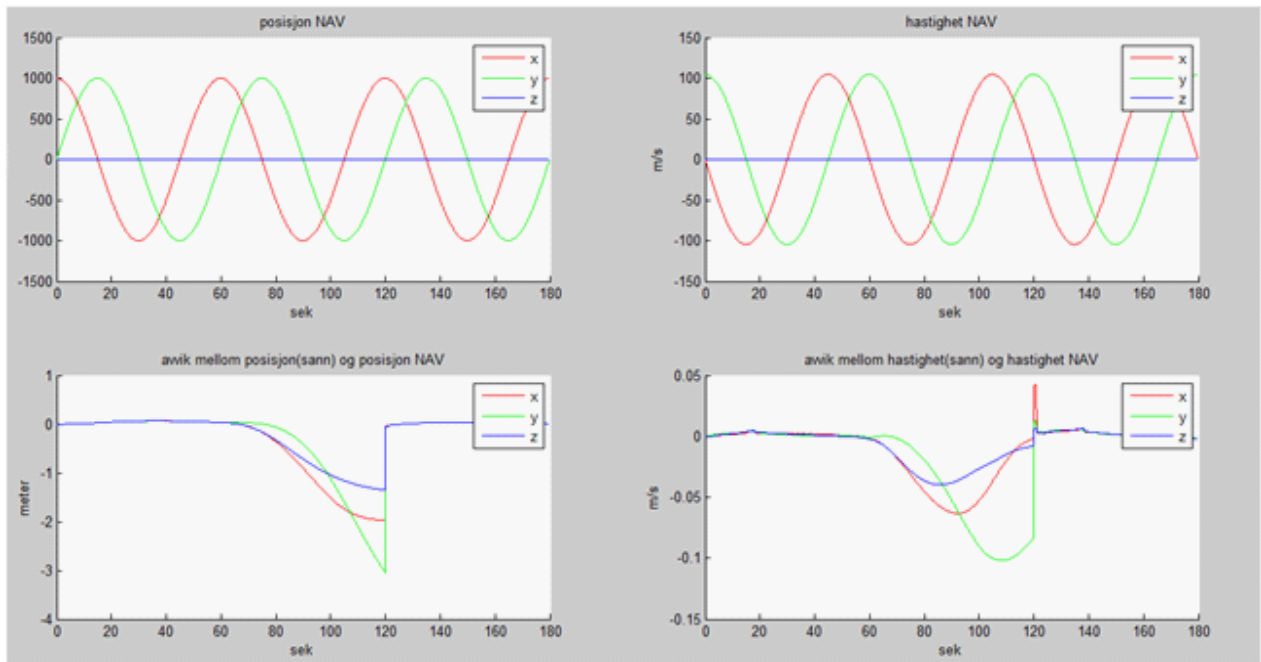 posisjon NAV
1500
1000
500
0
-500
-1000
-1500
x
y
z
0 20 40 60 80 100 120 140 160 180
sek
hastighet NAV
150
100
50
0
-50
-100
-150
m/s
x
y
z
0 20 40 60 80 100 120 140 160 180
sek
avvik mellom posisjon(sann) og posisjon NAV
1
0
-1
-2
-3
-4
meter
x
y
z
0 20 40 60 80 100 120 140 160 180
sek
avvik mellom hastighet(sann) og hastighet NAV
0.05
0
-0.05
-0.1
-0.15
m/s
x
y
z
0 20 40 60 80 100 120 140 160 180
sek